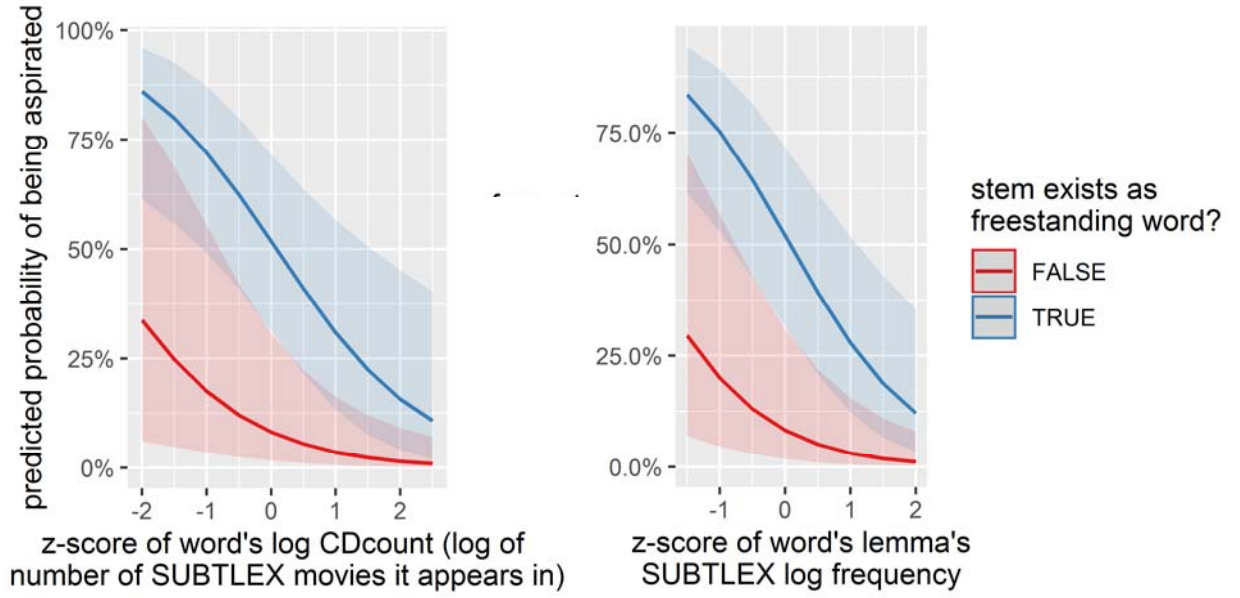 predicted probability of being aspirated
100%
75%
50%
25%
0%
-2 -1 0 1 2
z-score of word's log CDcount (log of
number of SUBTLEX movies it appears in)
75.0%
50.0%
25.0%
0.0%
-1 0 1 2
z-score of word's lemma's
SUBTLEX log frequency
stem exists as
freestanding word?
FALSE
TRUE